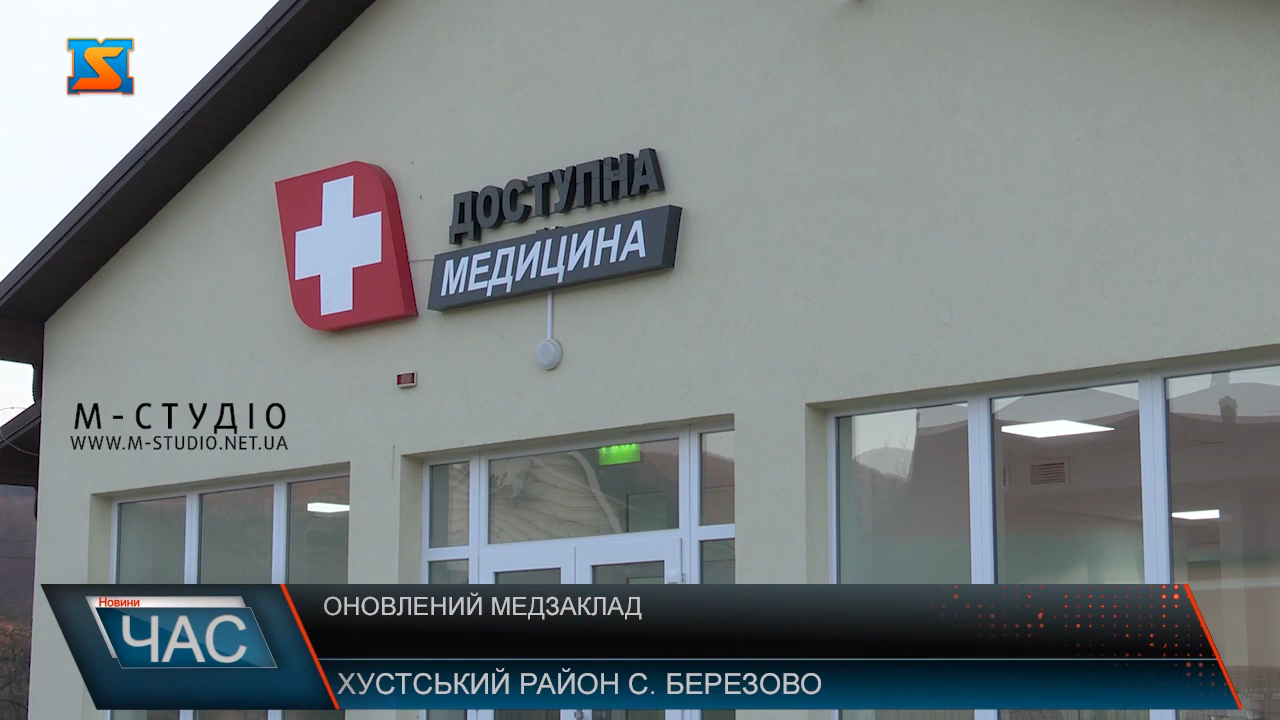 ДОСТУПНА
МЕДИЦИНА
М-СТУДІО
WWW.M-STUDIO.NET.UA
Новини
ЧАС
ОНОВЛЕНИЙ МЕДЗАКЛАД
ХУСТСЬКИЙ РАЙОН С. БЕРЕЗОВО